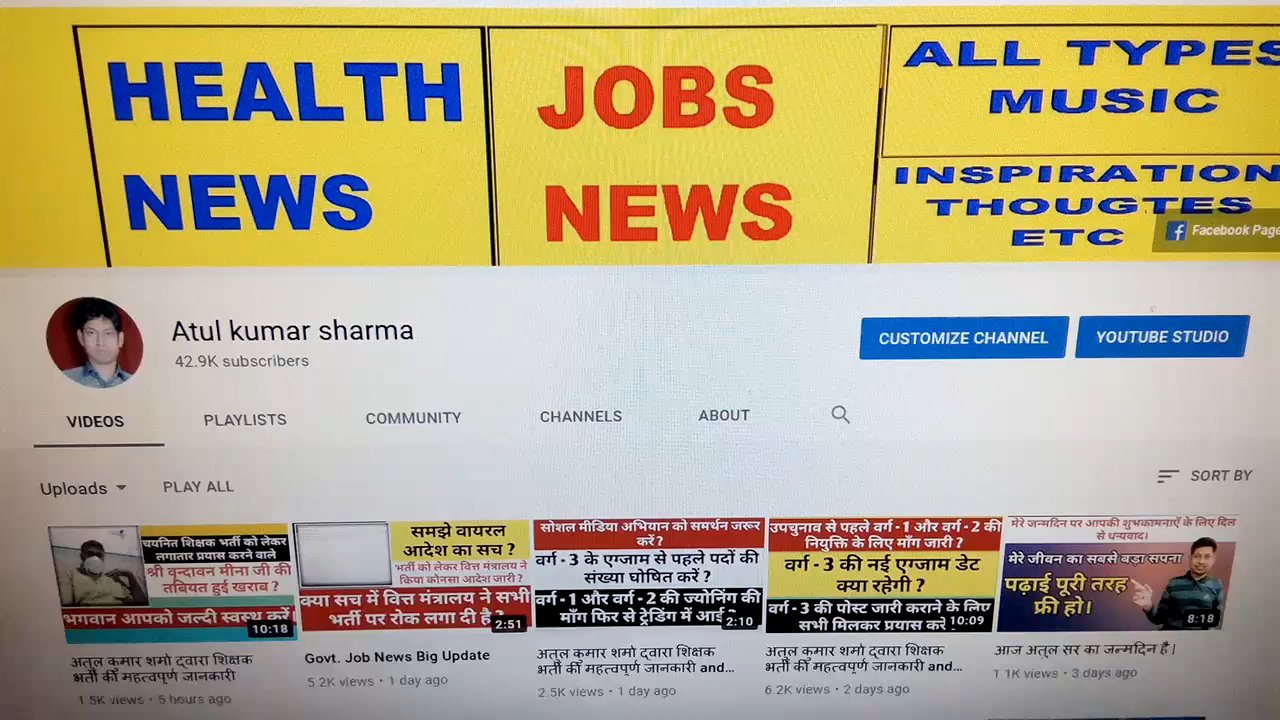 HEALTH
NEWS
JOBS
NEWS
ALL TYPES
MUSIC
INSPIRATION
THOUGTES
ETC
Facebook Page
Atul kumar sharma
42.9K subscribers
CUSTOMIZE CHANNEL
YOUTUBE STUDIO
VIDEOS
PLAYLISTS
COMMUNITY
CHANNELS
ABOUT
Uploads
PLAY ALL
SORT BY
चयनित शिक्षक भर्ती को लेकर
लगातार प्रयास करने वाले
श्री वृन्दावन मीना जी की
तबियत हुई खराब ?
भगवान आपको जल्दी स्वस्थ करें
10:18
अतुल कुमार शर्मा द्वारा शिक्षक
भर्ती की महत्वपूर्ण जानकारी
1.5K views • 5 hours ago
समझे वायरल
आदेश का सच ?
भर्ती को लेकर वित्त मंत्रालय ने
किया कौनसा आदेश जारी ?
क्या सच में वित्त मंत्रालय ने सभी
भर्ती पर रोक लगा दी है ?
2:51
Govt. Job News Big Update
5.2K views • 1 day ago
सोशल मीडिया अभियान को समर्थन जरूर
करें ?
वर्ग - 3 के एग्जाम से पहले पदों की
संख्या घोषित करें ?
वर्ग - 1 और वर्ग - 2 की ज्योनिंग की
माँग फिर से ट्रेडिंग में आई
2:10
अतुल कुमार शर्मा द्वारा शिक्षक
भर्ती की महत्वपूर्ण जानकारी and...
2.5K views • 1 day ago
उपचुनाव से पहले वर्ग - 1 और वर्ग - 2 की
नियुक्ति के लिए माँग जारी ?
वर्ग - 3 की नई एग्जाम डेट
क्या रहेगी ?
वर्ग - 3 की पोस्ट जारी कराने के लिए
सभी मिलकर प्रयास करें
10:09
अतुल कुमार शर्मा द्वारा शिक्षक
भर्ती की महत्वपूर्ण जानकारी and...
6.2K views • 2 days ago
मेरे जन्मदिन पर आपकी शुभकामनाएँ के लिए दिल
से धन्यवाद।
मेरे जीवन का सबसे बड़ा सपना
पढ़ाई पूरी तरह
फ्री हो।
8:18
आज अतुल सर का जन्मदिन है |
1.1K views • 3 days ago